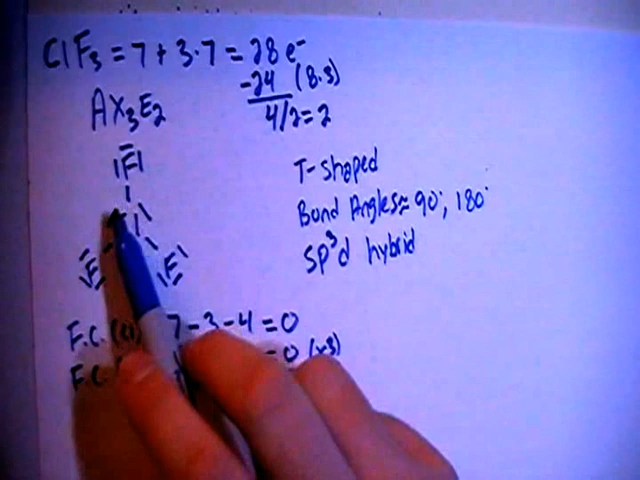 ClF₃ = 7 + 3·7 = 28 e⁻
-24 (8·3)
4/2 = 2
AX₃E₂
F
T-shaped
Bond Angles ≈ 90°, 180°
sp³d hybrid
F F
F.C. (Cl) 7 - 3 - 4 = 0
F.C. = 0 (x3)